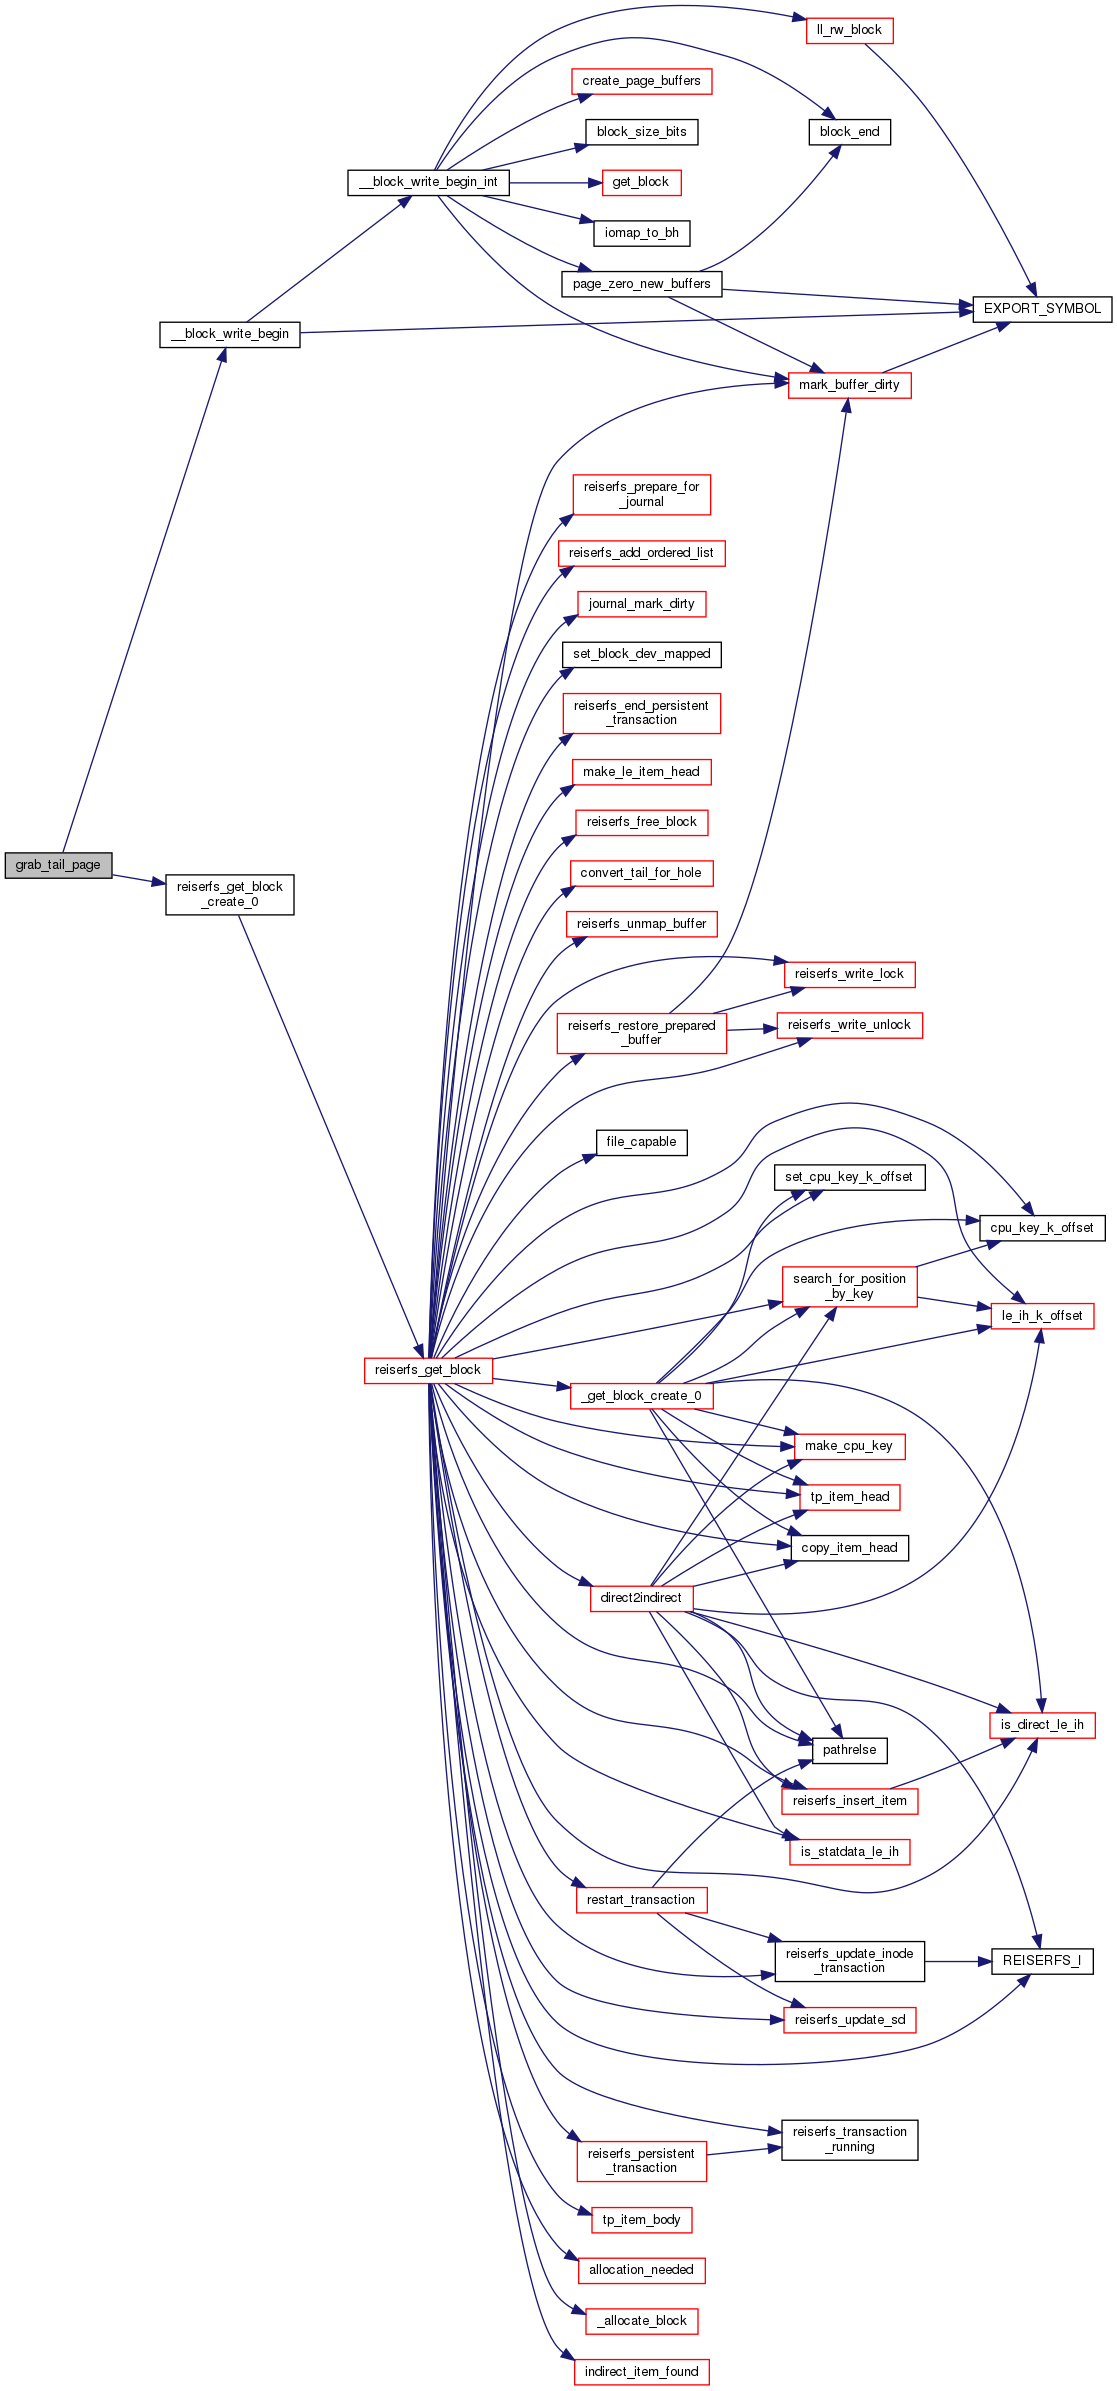 ll_rw_block
create_page_buffers
block_size_bits
block_end
__block_write_begin_int
get_block
iomap_to_bh
page_zero_new_buffers
EXPORT_SYMBOL
__block_write_begin
mark_buffer_dirty
reiserfs_prepare_for
_journal
reiserfs_add_ordered_list
journal_mark_dirty
set_block_dev_mapped
reiserfs_end_persistent
_transaction
make_le_item_head
reiserfs_free_block
grab_tail_page
convert_tail_for_hole
reiserfs_get_block
_create_0
reiserfs_unmap_buffer
reiserfs_write_lock
reiserfs_restore_prepared
_buffer
reiserfs_write_unlock
file_capable
set_cpu_key_k_offset
cpu_key_k_offset
search_for_position
_by_key
le_ih_k_offset
reiserfs_get_block
_get_block_create_0
make_cpu_key
tp_item_head
copy_item_head
direct2indirect
is_direct_le_ih
pathrelse
reiserfs_insert_item
is_statdata_le_ih
restart_transaction
reiserfs_update_inode
_transaction
REISERFS_I
reiserfs_update_sd
reiserfs_transaction
_running
reiserfs_persistent
_transaction
tp_item_body
allocation_needed
_allocate_block
indirect_item_found